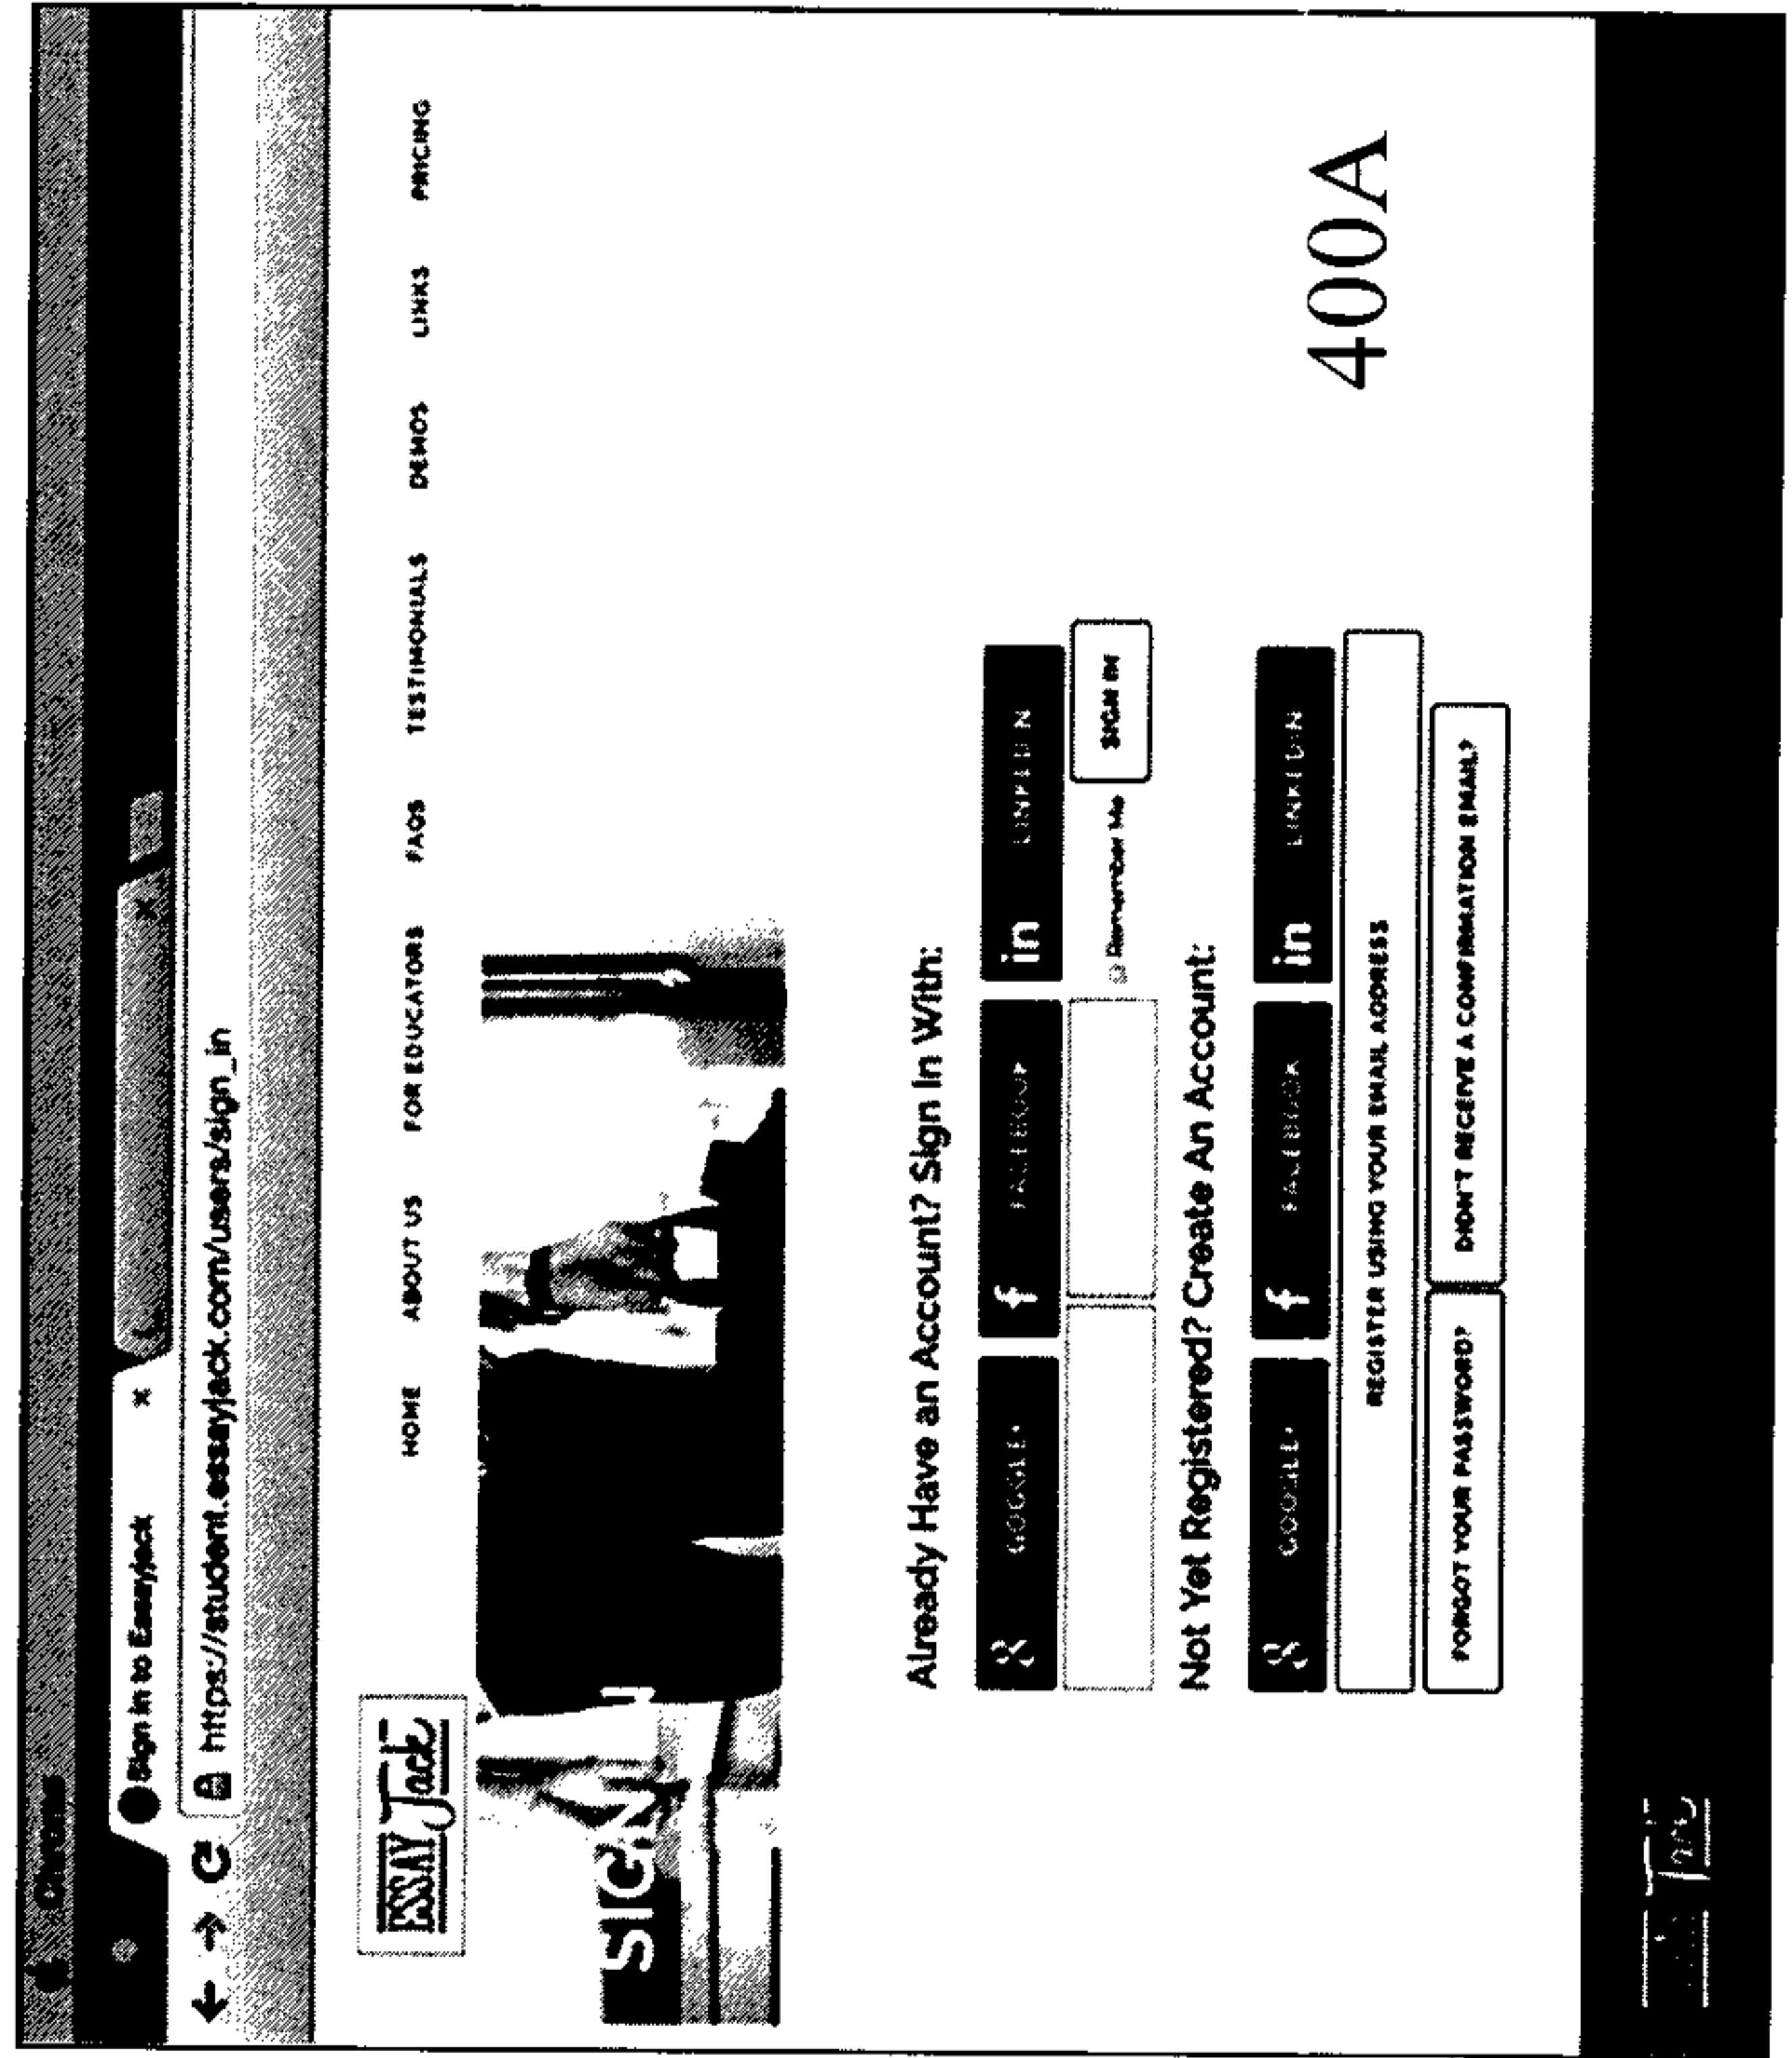 Chrome
Sign in to Essayjack
https://student.essayjack.com/users/sign_in
ESSAY Jack
HOME ABOUT US FOR EDUCATORS FAQS TESTIMONIALS DEMOS LINKS PRICING
SIGN
Already Have an Account? Sign In With:
GOOGLE+ f FACEBOOK in LINKEDIN
Remember Me SIGN IN
Not Yet Registered? Create An Account:
GOOGLE+ f FACEBOOK in LINKEDIN
REGISTER USING YOUR EMAIL ADDRESS
FORGOT YOUR PASSWORD? DIDN'T RECEIVE A CONFIRMATION EMAIL?
400A